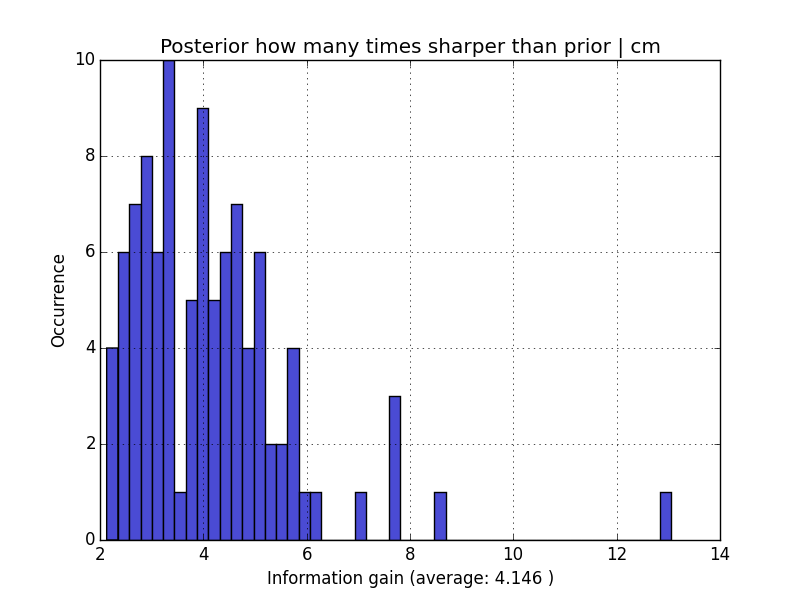 Posterior how many times sharper than prior | cm
10
8
6
4
2
0
Occurrence
2 4 6 8 10 12 14
Information gain (average: 4.146 )